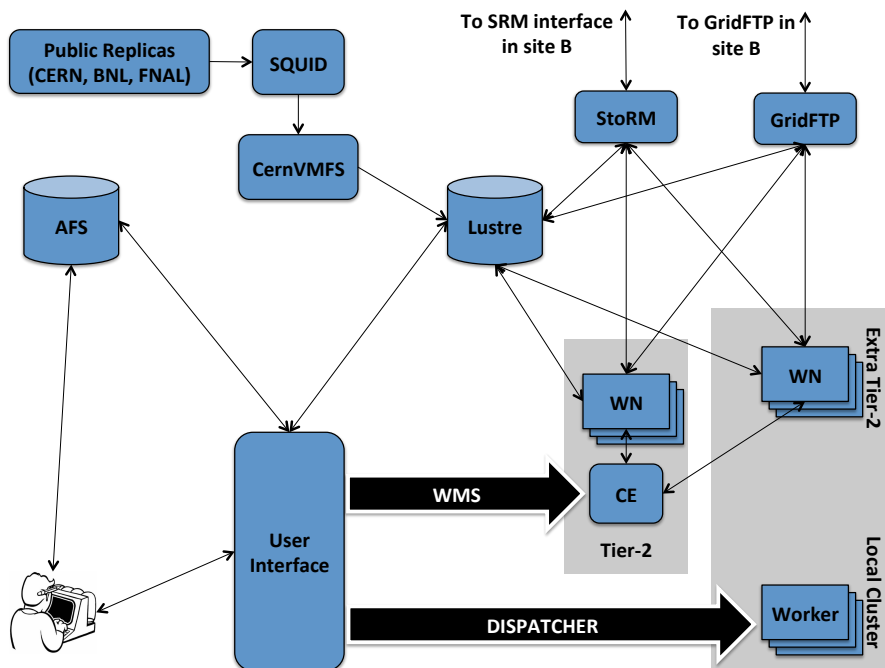 To SRM interface
in site B
To GridFTP in
site B
Public Replicas
(CERN, BNL, FNAL)
SQUID
StoRM
GridFTP
CernVMFS
AFS
Lustre
Extra Tier-2
WN
WN
WMS
CE
User
Interface
Tier-2
Local Cluster
DISPATCHER
Worker